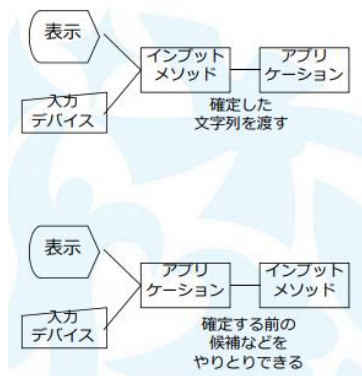 表示
インプット
メソッド
アプリ
ケーション
入力
デバイス
確定した
文字列を渡す
表示
アプリ
ケーション
インプット
メソッド
入力
デバイス
確定する前の
候補などを
やりとりできる